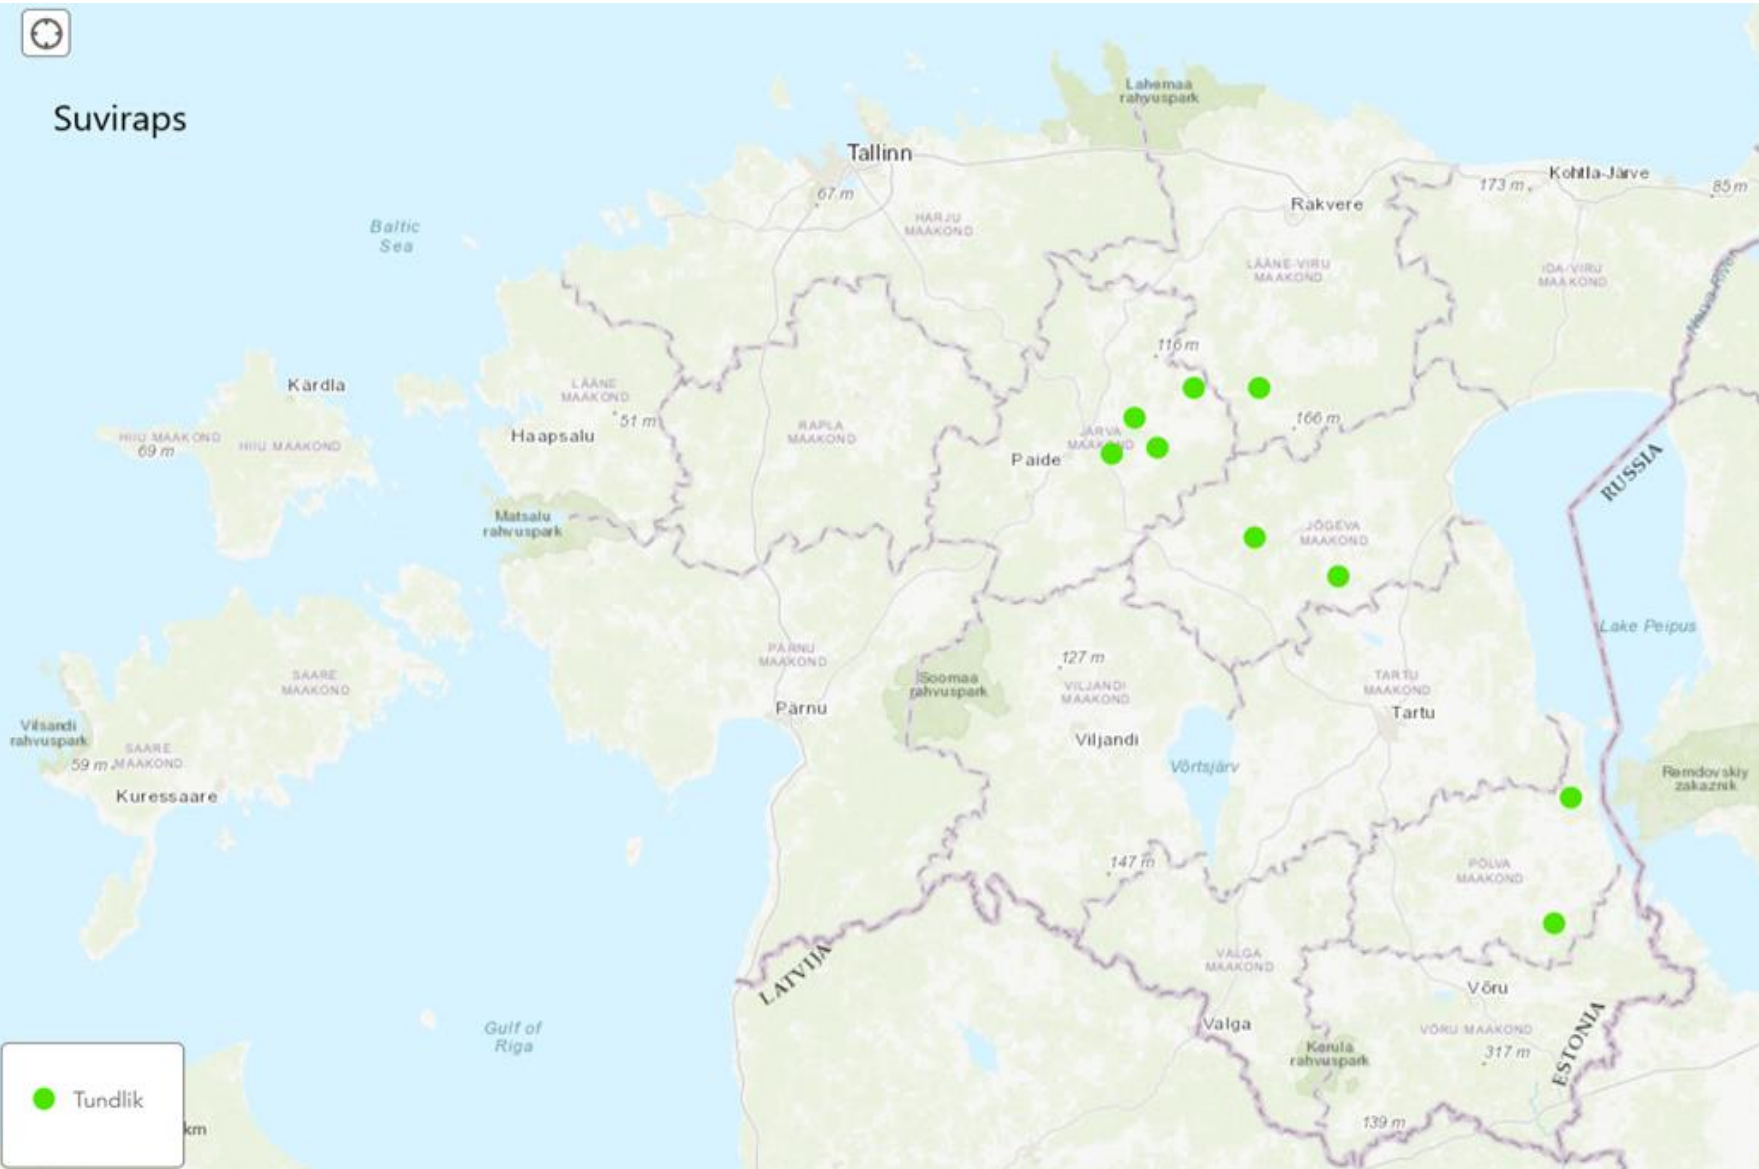 Suviraps
Lahemaa
rahvuspark
Tallinn
67 m
HARJU
MAAKOND
Rakvere
173 m
Kohtla-Järve
85 m
Baltic
Sea
LÄÄNE-VIRU
MAAKOND
IDA-VIRU
MAAKOND
Narva River
116 m
Kärdla
LÄÄNE
MAAKOND
51 m
Haapsalu
HIIU MAAKOND
69 m
HIIU MAAKOND
RAPLA
MAAKOND
166 m
JÄRVA
MAAKOND
Paide
RUSSIA
Matsalu
rahvuspark
JÕGEVA
MAAKOND
Lake Peipus
PÄRNU
MAAKOND
127 m
Soomaa
rahvuspark
VILJANDI
MAAKOND
TARTU
MAAKOND
SAARE
MAAKOND
Pärnu
Tartu
Vilsandi
rahvuspark
SAARE
MAAKOND
59 m
Viljandi
Võrtsjärv
Remdovskiy
zakaznik
Kuressaare
147 m
PÕLVA
MAAKOND
LATVIJA
VALGA
MAAKOND
Võru
Gulf of
Riga
Valga
VÕRU MAAKOND
ESTONIA
Karula
rahvuspark
317 m
139 m
Tundlik
km